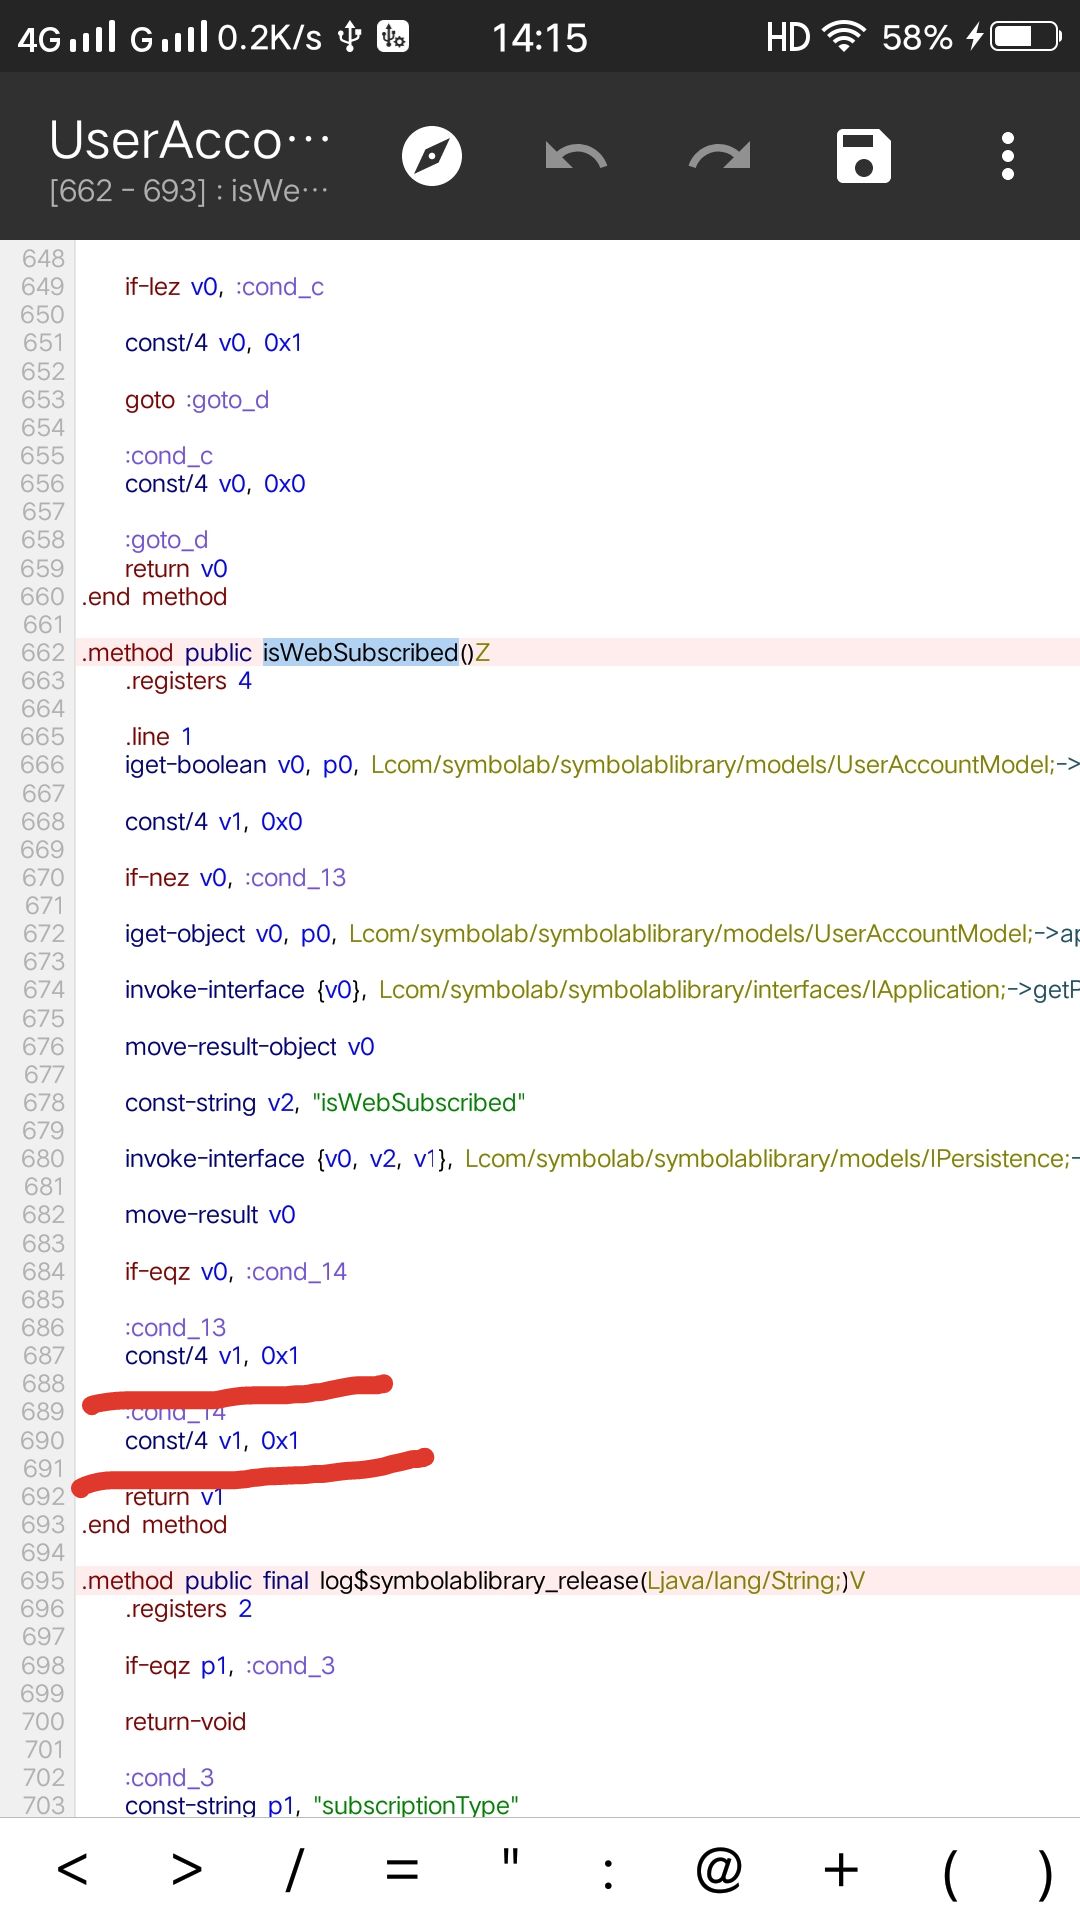 4G G 0.2K/s 14:15 HD 58%
UserAcco···
[662 - 693] : isWe···
648
649 if-lez v0, :cond_c
650
651 const/4 v0, 0x1
652
653 goto :goto_d
654
655 :cond_c
656 const/4 v0, 0x0
657
658 :goto_d
659 return v0
660 .end method
661
662 .method public isWebSubscribed()Z
663 .registers 4
664
665 .line 1
666 iget-boolean v0, p0, Lcom/symbolab/symbolablibrary/models/UserAccountModel;->
667
668 const/4 v1, 0x0
669
670 if-nez v0, :cond_13
671
672 iget-object v0, p0, Lcom/symbolab/symbolablibrary/models/UserAccountModel;->ap
673
674 invoke-interface {v0}, Lcom/symbolab/symbolablibrary/interfaces/IApplication;->getP
675
676 move-result-object v0
677
678 const-string v2, "isWebSubscribed"
679
680 invoke-interface {v0, v2, v1}, Lcom/symbolab/symbolablibrary/models/IPersistence;-
681
682 move-result v0
683
684 if-eqz v0, :cond_14
685
686 :cond_13
687 const/4 v1, 0x1
688
689 :cond_14
690 const/4 v1, 0x1
691
692 return v1
693 .end method
694
695 .method public final log$symbolablibrary_release(Ljava/lang/String;)V
696 .registers 2
697
698 if-eqz p1, :cond_3
699
700 return-void
701
702 :cond_3
703 const-string p1, "subscriptionType"
< > / = " : @ + ( )